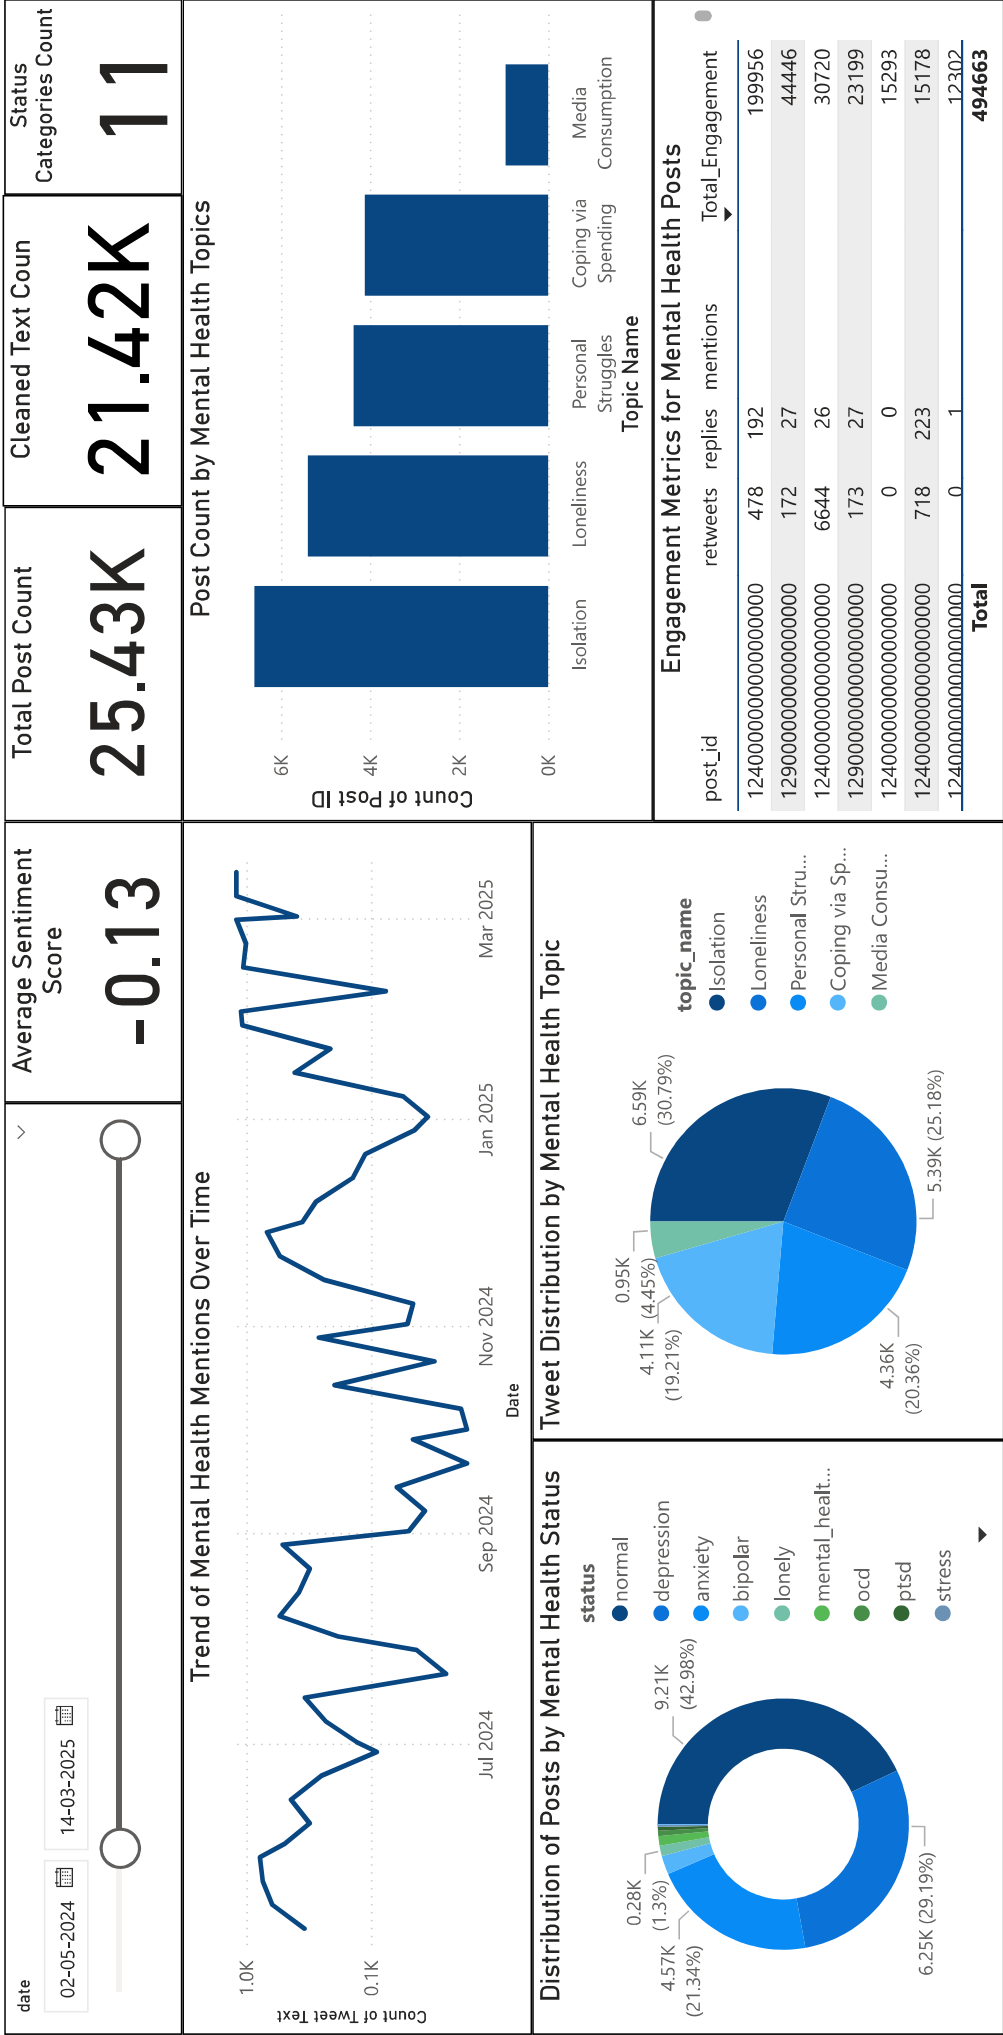 date
02-05-2024
14-03-2025
Average Sentiment
Score
-0.13
Total Post Count
25.43K
Cleaned Text Coun
21.42K
Status
Categories Count
11
Trend of Mental Health Mentions Over Time
Count of Tweet Text
1.0K
0.1K
Jul 2024
Sep 2024
Nov 2024
Jan 2025
Mar 2025
Date
Post Count by Mental Health Topics
Count of Post ID
6K
4K
2K
0K
Isolation
Loneliness
Personal
Struggles
Coping via
Spending
Media
Consumption
Topic Name
Distribution of Posts by Mental Health Status
9.21K
(42.98%)
6.25K (29.19%)
4.57K
(21.34%)
0.28K
(1.3%)
status
normal
depression
anxiety
bipolar
lonely
mental_healt...
ocd
ptsd
stress
Tweet Distribution by Mental Health Topic
6.59K
(30.79%)
5.39K (25.18%)
4.36K
(20.36%)
4.11K
(19.21%)
0.95K
(4.45%)
topic_name
Isolation
Loneliness
Personal Stru...
Coping via Sp...
Media Consu...
Engagement Metrics for Mental Health Posts
post_id retweets replies mentions Total_Engagement
1240000000000000000 478 192 199956
1290000000000000000 172 27 44446
1240000000000000000 6644 26 30720
1290000000000000000 173 27 23199
1240000000000000000 0 0 15293
1240000000000000000 718 223 15178
1240000000000000000 0 1 12302
Total 494663